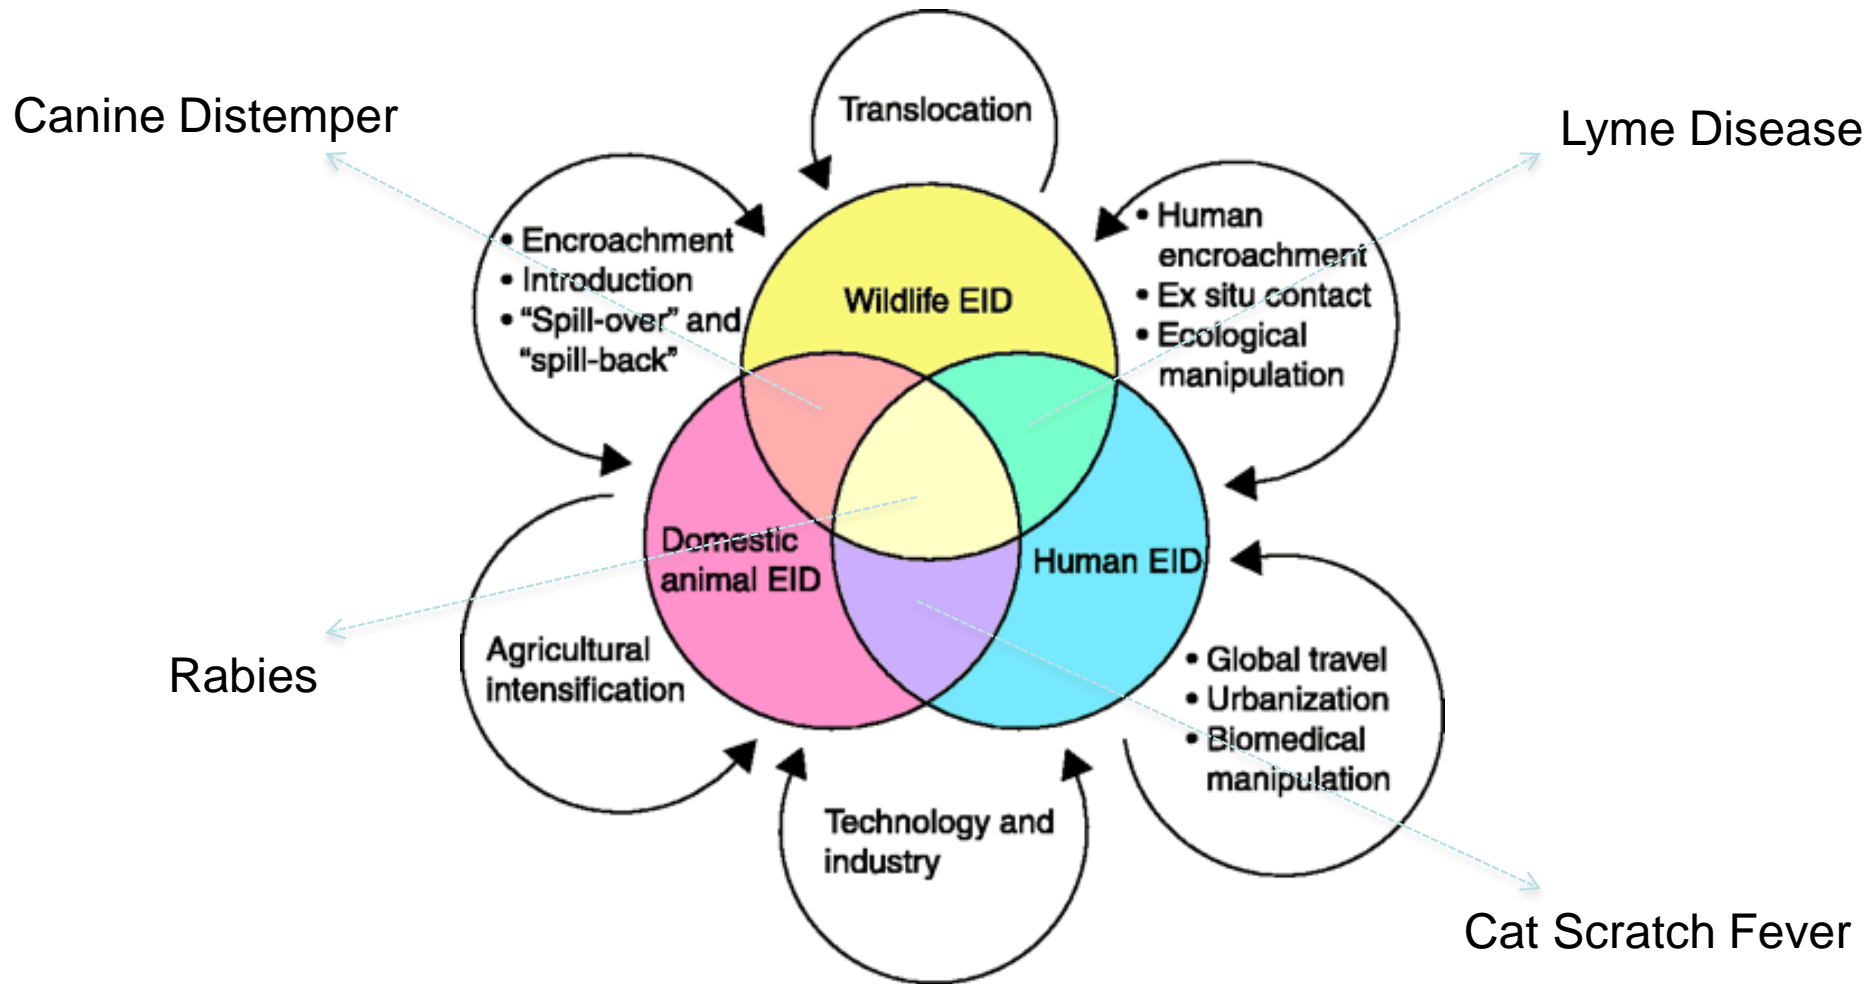 Translocation
Canine Distemper
Lyme Disease
• Encroachment
• Introduction
• “Spill-over” and
“spill-back”
• Human
encroachment
• Ex situ contact
• Ecological
manipulation
Wildlife EID
Domestic
animal EID
Human EID
Rabies
Agricultural
intensification
• Global travel
• Urbanization
• Biomedical
manipulation
Technology and
industry
Cat Scratch Fever